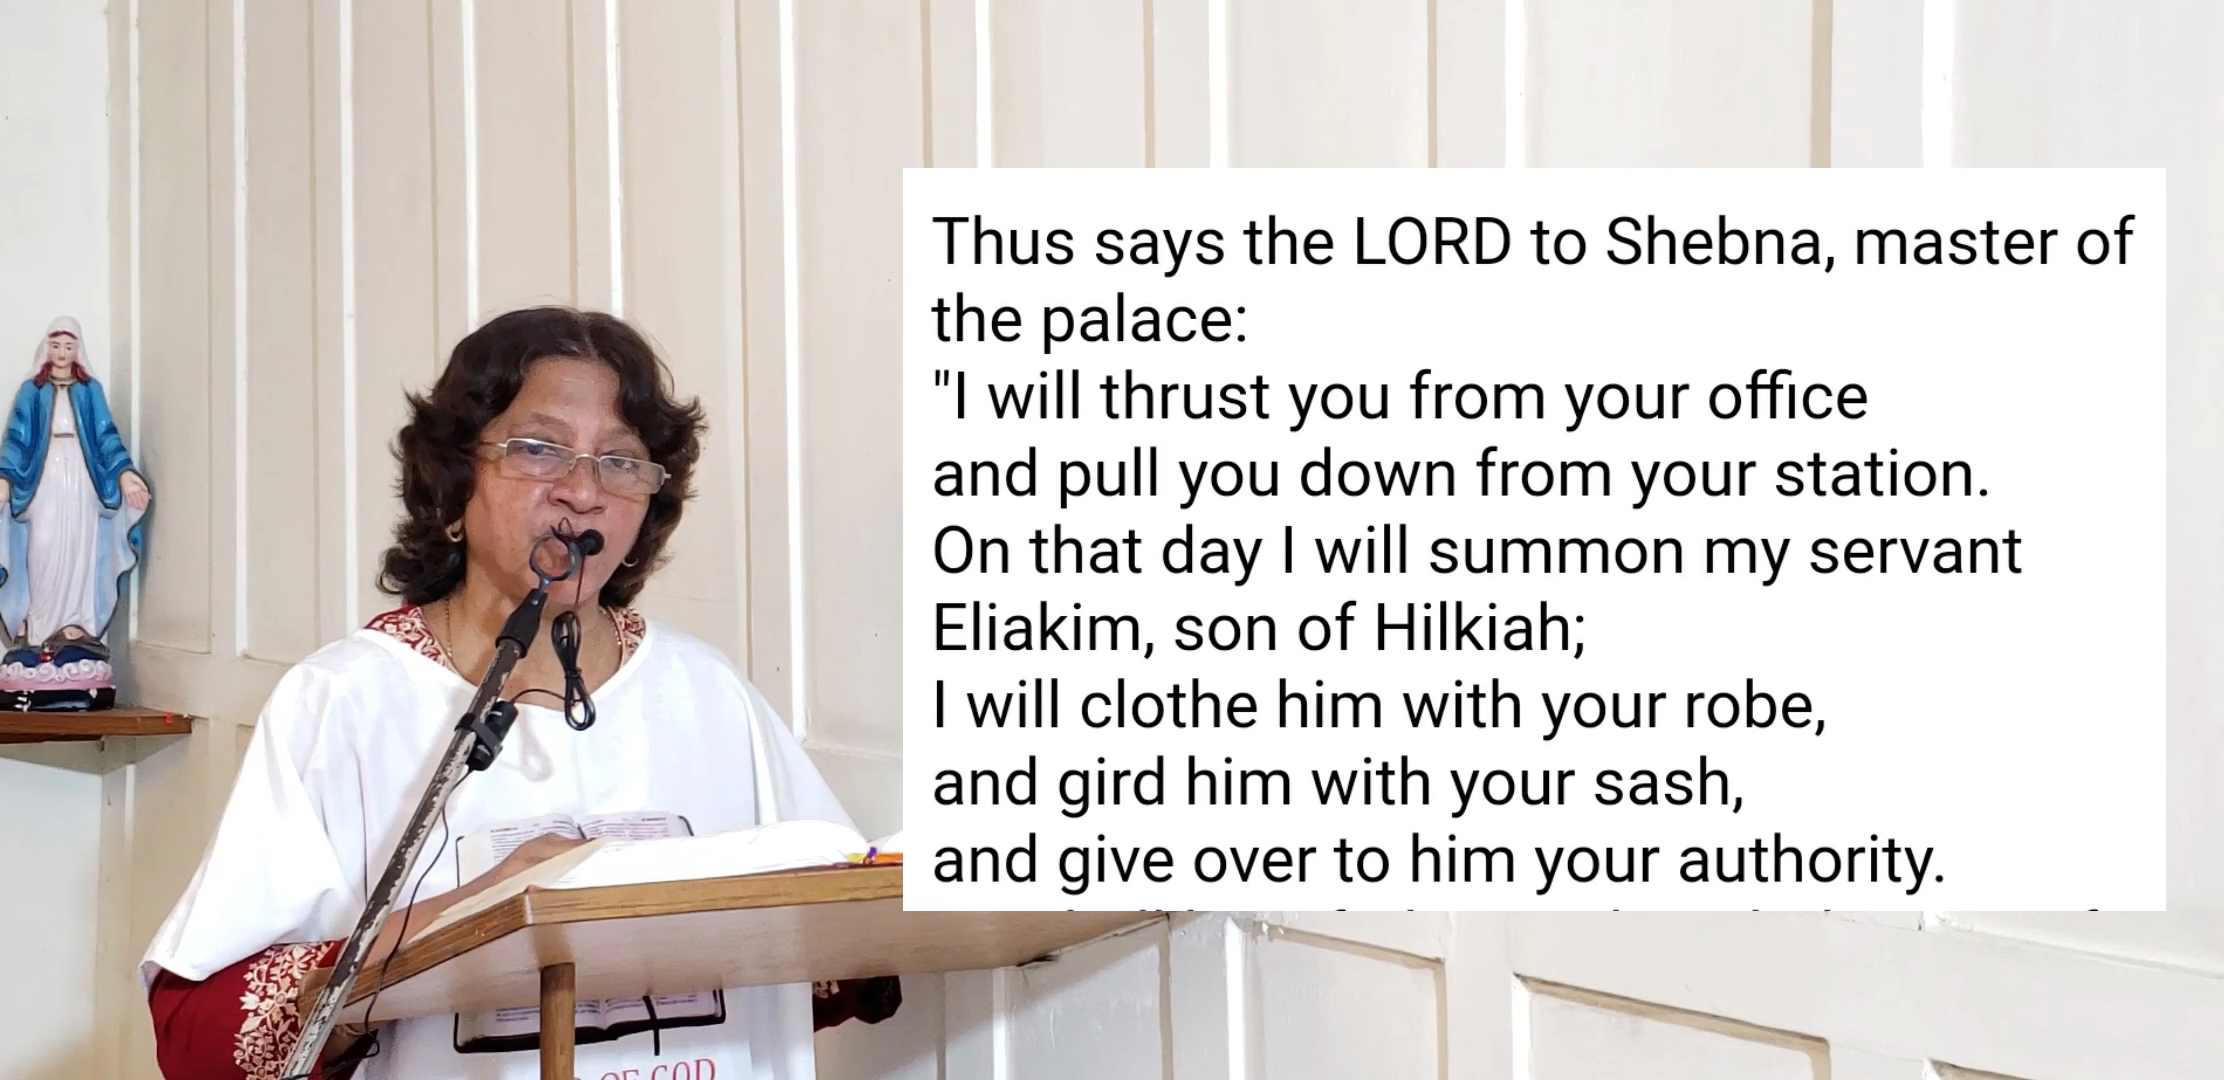 Thus says the LORD to Shebna, master of
the palace:
"I will thrust you from your office
and pull you down from your station.
On that day I will summon my servant
Eliakim, son of Hilkiah;
I will clothe him with your robe,
and gird him with your sash,
and give over to him your authority.
OF GOD